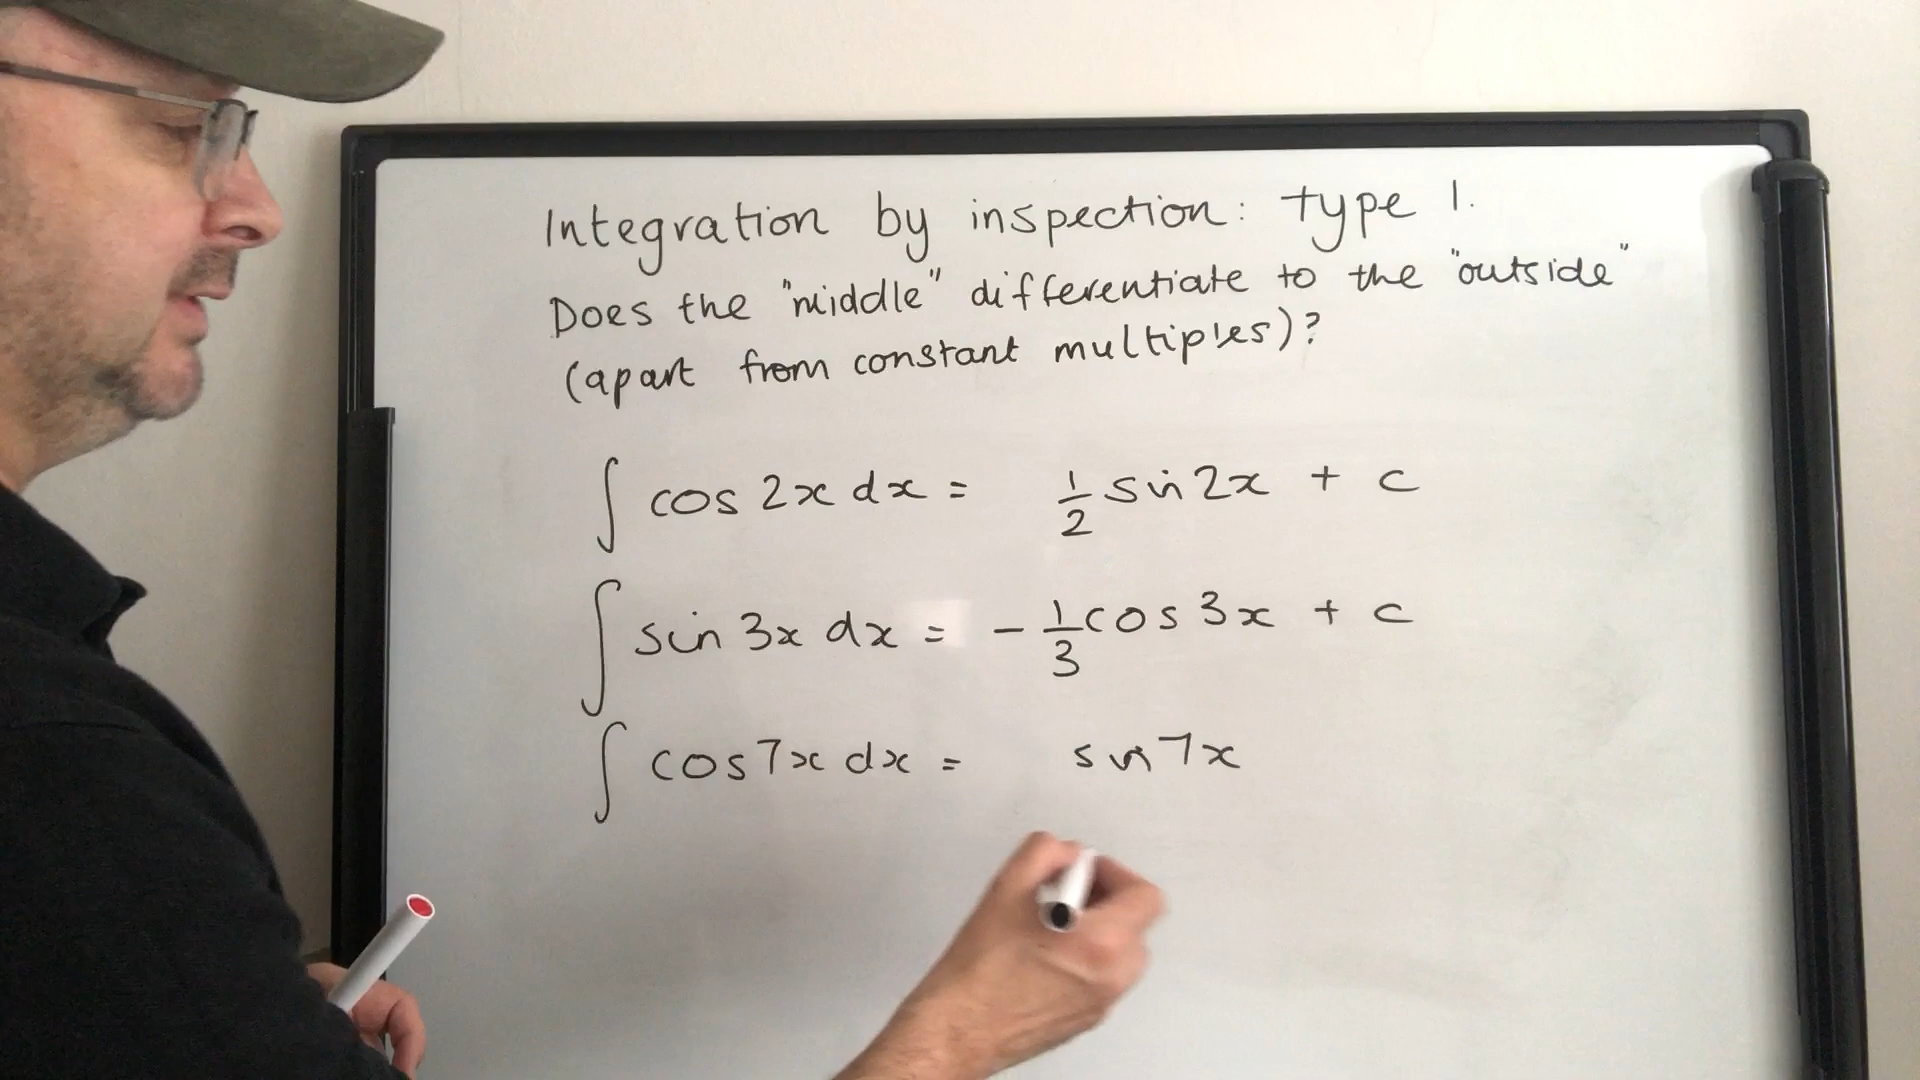 Integration by inspection: type 1.
Does the "middle" differentiate to the "outside"
(apart from constant multiples)?
∫ cos 2x dx = 1/2 sin 2x + c
∫ sin 3x dx = - 1/3 cos 3x + c
∫ cos 7x dx = sin 7x